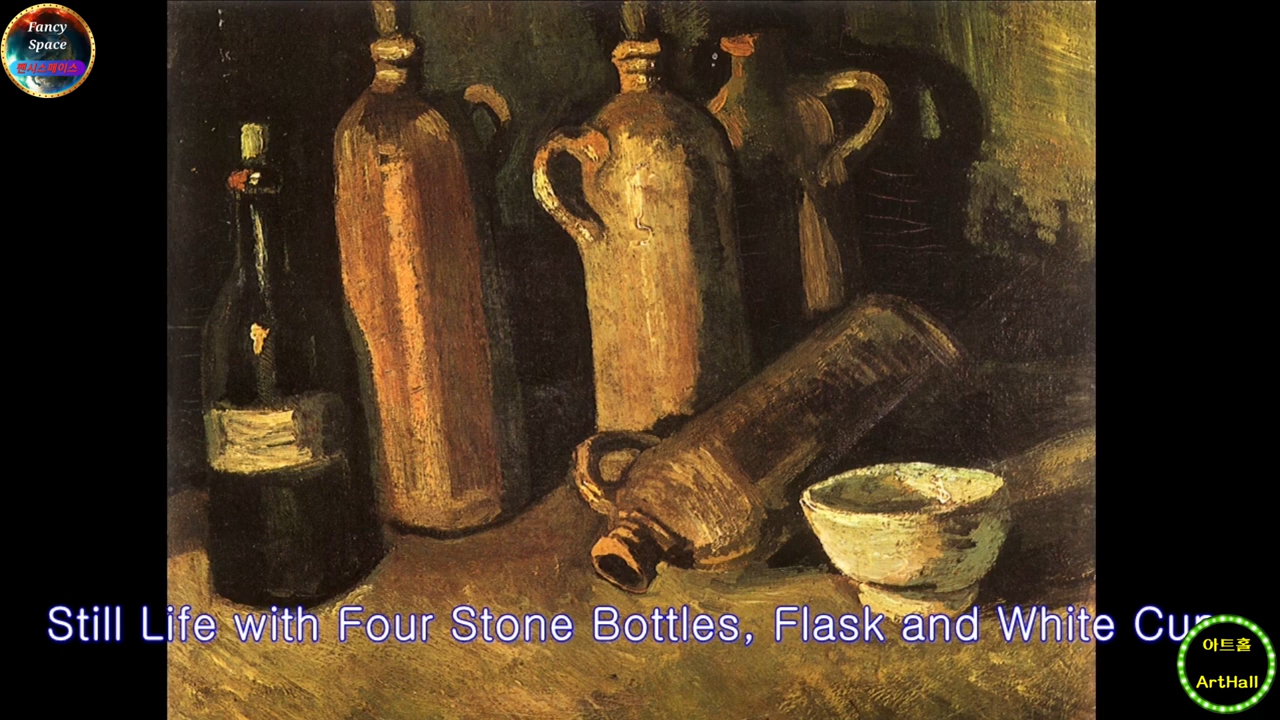 Fancy
Space
팬시스페이스
Still Life with Four Stone Bottles, Flask and White Cup
아트홀
ArtHall